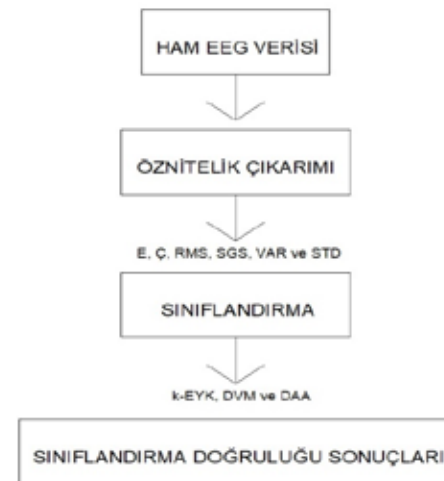 HAM EEG VERİSİ
ÖZNİTELİK ÇIKARIMI
E, Ç, RMS, SGS, VAR ve STD
SINIFLANDIRMA
k-EYK, DVM ve DAA
SINIFLANDIRMA DOĞRULUĞU SONUÇLARI